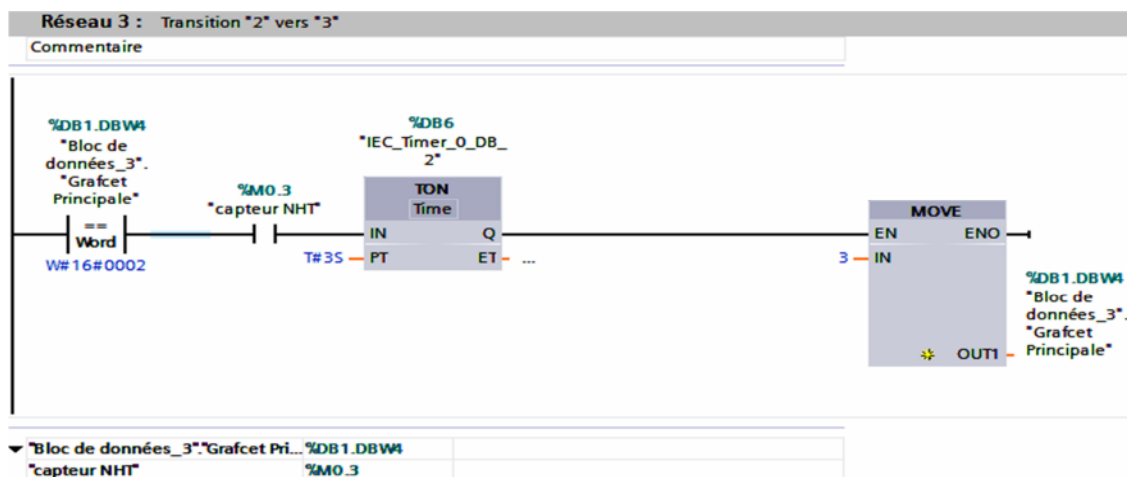 Réseau 3 : Transition "2" vers "3"
Commentaire
%DB1.DBW4
"Bloc de
données_3".
"Grafcet
Principale"
==
Word
W#16#0002
%M0.3
"capteur NHT"
%DB6
"IEC_Timer_0_DB_
2"
TON
Time
IN Q
T#3S PT ET ...
MOVE
EN ENO
3 IN
OUT1
%DB1.DBW4
"Bloc de
données_3".
"Grafcet
Principale"
"Bloc de données_3"."Grafcet Pri... %DB1.DBW4
"capteur NHT" %M0.3